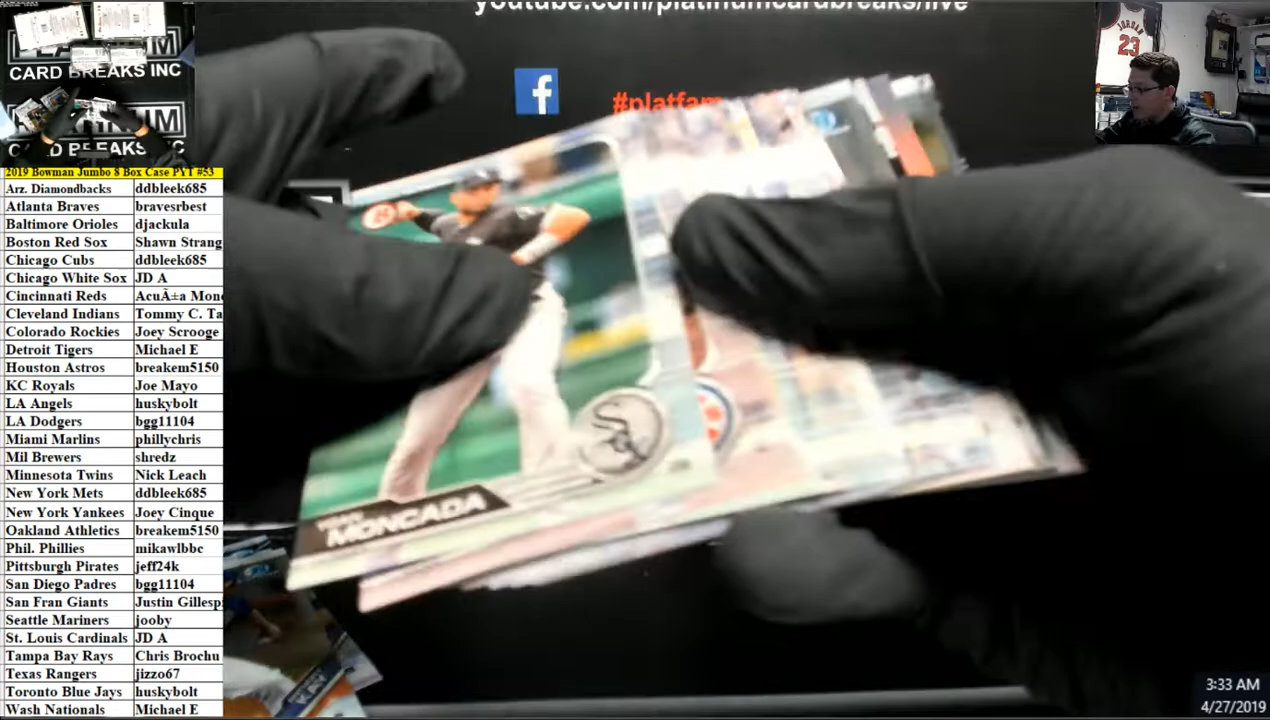 youtube.com/platinumcardbreaks/live
#platfam
JORDAN
23
CARD BREAKS INC
2019 Bowman Jumbo 8 Box Case PYT #53
Arz. Diamondbacks ddbleek685
Atlanta Braves bravesrbest
Baltimore Orioles djackula
Boston Red Sox Shawn Strang
Chicago Cubs ddbleek685
Chicago White Sox JD A
Cincinnati Reds AcuÃ±a Mon
Cleveland Indians Tommy C. Ta
Colorado Rockies Joey Scrooge
Detroit Tigers Michael E
Houston Astros breakem5150
KC Royals Joe Mayo
LA Angels huskybolt
LA Dodgers bgg11104
Miami Marlins phillychris
Mil Brewers shredz
Minnesota Twins Nick Leach
New York Mets ddbleek685
New York Yankees Joey Cinque
Oakland Athletics breakem5150
Phil. Phillies mikawlbbc
Pittsburgh Pirates jeff24k
San Diego Padres bgg11104
San Fran Giants Justin Gillesp
Seattle Mariners jooby
St. Louis Cardinals JD A
Tampa Bay Rays Chris Brochu
Texas Rangers jizzo67
Toronto Blue Jays huskybolt
Wash Nationals Michael E
MONCADA
3:33 AM
4/27/2019